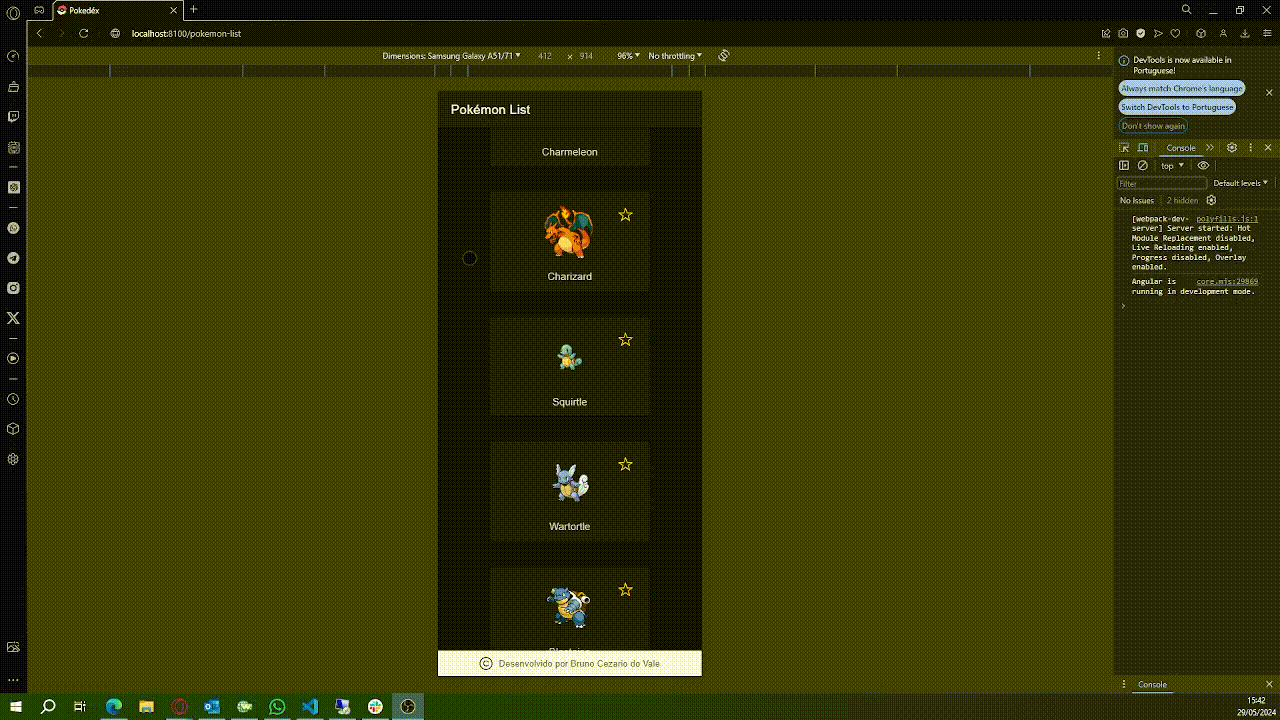 Pokedéx
localhost:8100/pokemon-list
Dimensions: Samsung Galaxy A51/71 412 × 914 96% No throttling
DevTools is now available in
Portuguese!
Always match Chrome's language
Switch DevTools to Portuguese
Don't show again
Console
top
Filter
Default levels
No Issues 2 hidden
[webpack-dev- polyfills.js:1
server] Server started: Hot
Module Replacement disabled,
Live Reloading enabled,
Progress disabled, Overlay
enabled.
Angular is core.mjs:29869
running in development mode.
Pokémon List
Charmeleon
Charizard
Squirtle
Wartortle
© Desenvolvido por Bruno Cezario do Vale
Console
15:42
29/05/2024